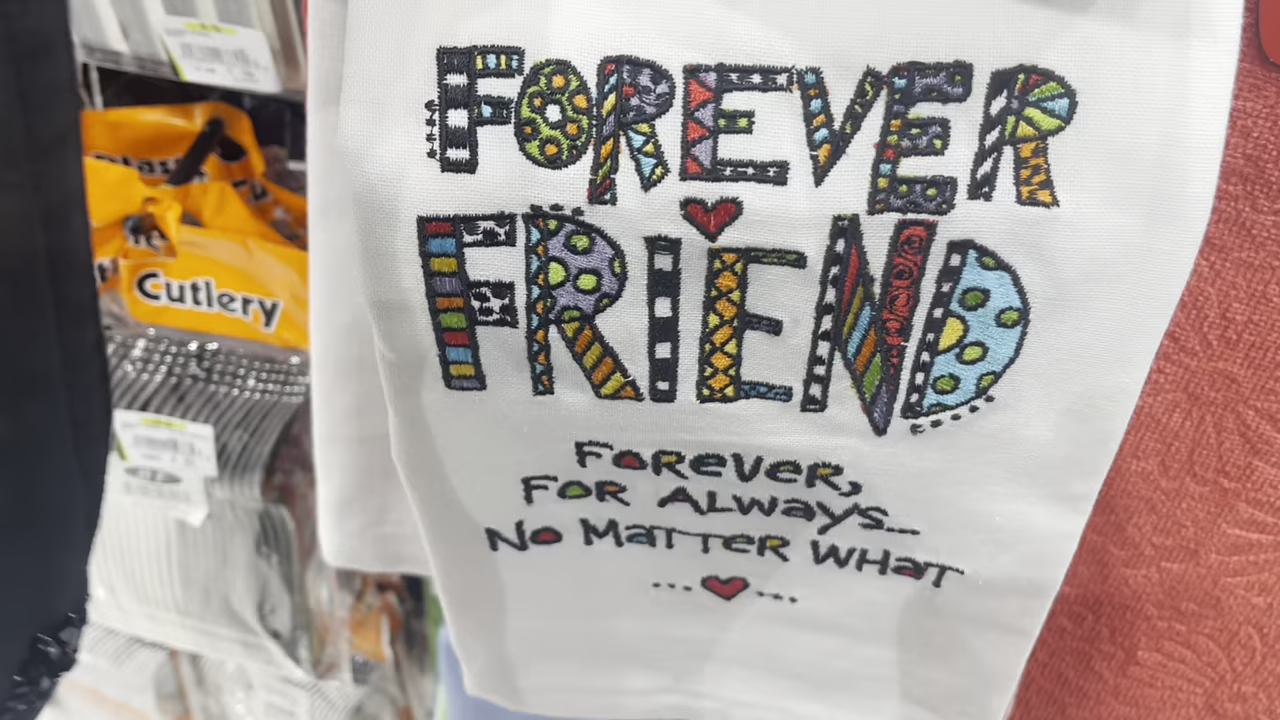 FOREVER
FRIEND
FOREVER,
FOR ALWAYS...
NO MATTER WHAT
... ...
Cutlery